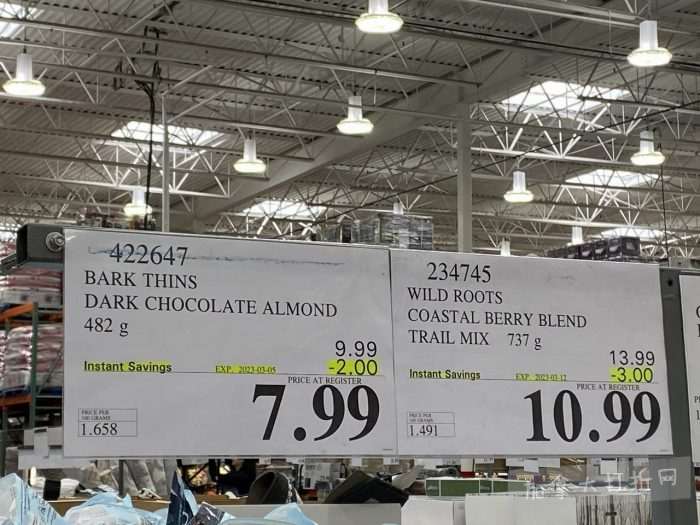 422647
BARK THINS
DARK CHOCOLATE ALMOND
482 g
9.99
Instant Savings EXP. 2023-03-05 -2.00
PRICE AT REGISTER
7.99
PRICE PER
100 GRAMS
1.658
234745
WILD ROOTS
COASTAL BERRY BLEND
TRAIL MIX 737 g
13.99
Instant Savings EXP. 2023-03-12 -3.00
PRICE AT REGISTER
10.99
PRICE PER
100 GRAMS
1.491